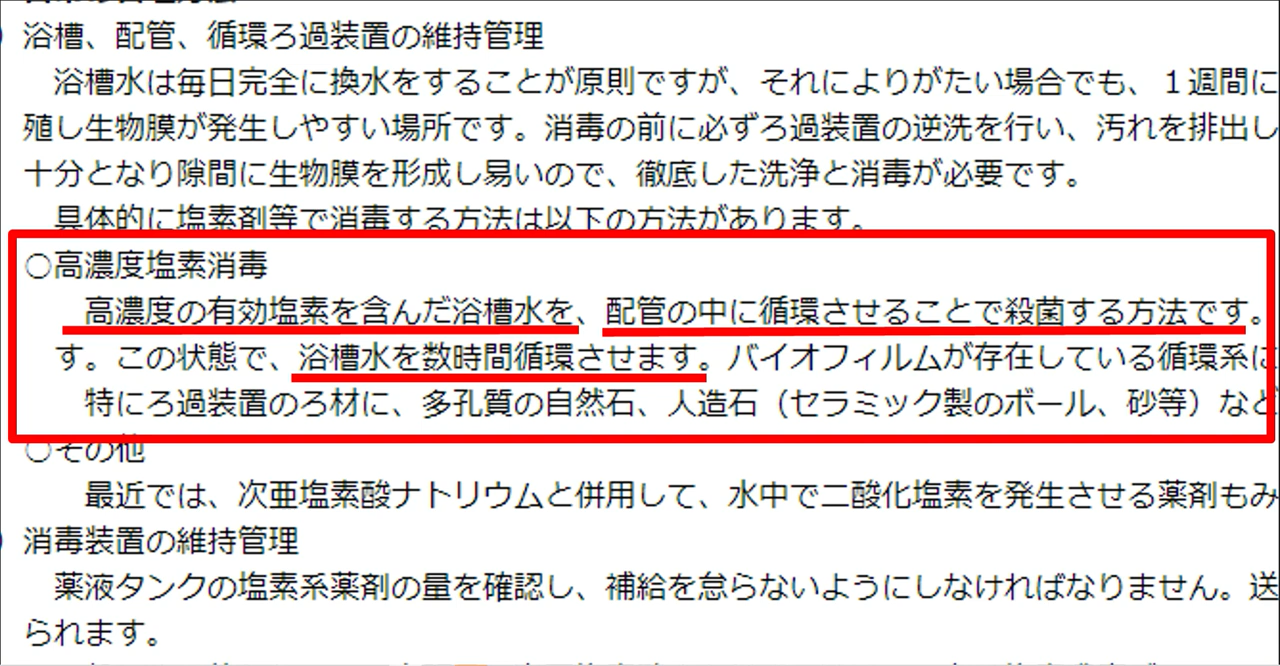 浴槽、配管、循環ろ過装置の維持管理
浴槽水は毎日完全に換水をすることが原則ですが、それによりがたい場合でも、１週間に
殖し生物膜が発生しやすい場所です。消毒の前に必ずろ過装置の逆洗を行い、汚れを排出し
十分となり隙間に生物膜を形成し易いので、徹底した洗浄と消毒が必要です。
具体的に塩素剤等で消毒する方法は以下の方法があります。
○高濃度塩素消毒
高濃度の有効塩素を含んだ浴槽水を、配管の中に循環させることで殺菌する方法です。
す。この状態で、浴槽水を数時間循環させます。バイオフィルムが存在している循環系に
特にろ過装置のろ材に、多孔質の自然石、人造石（セラミック製のボール、砂等）など
○その他
最近では、次亜塩素酸ナトリウムと併用して、水中で二酸化塩素を発生させる薬剤もみ
消毒装置の維持管理
薬液タンクの塩素系薬剤の量を確認し、補給を怠らないようにしなければなりません。送
られます。